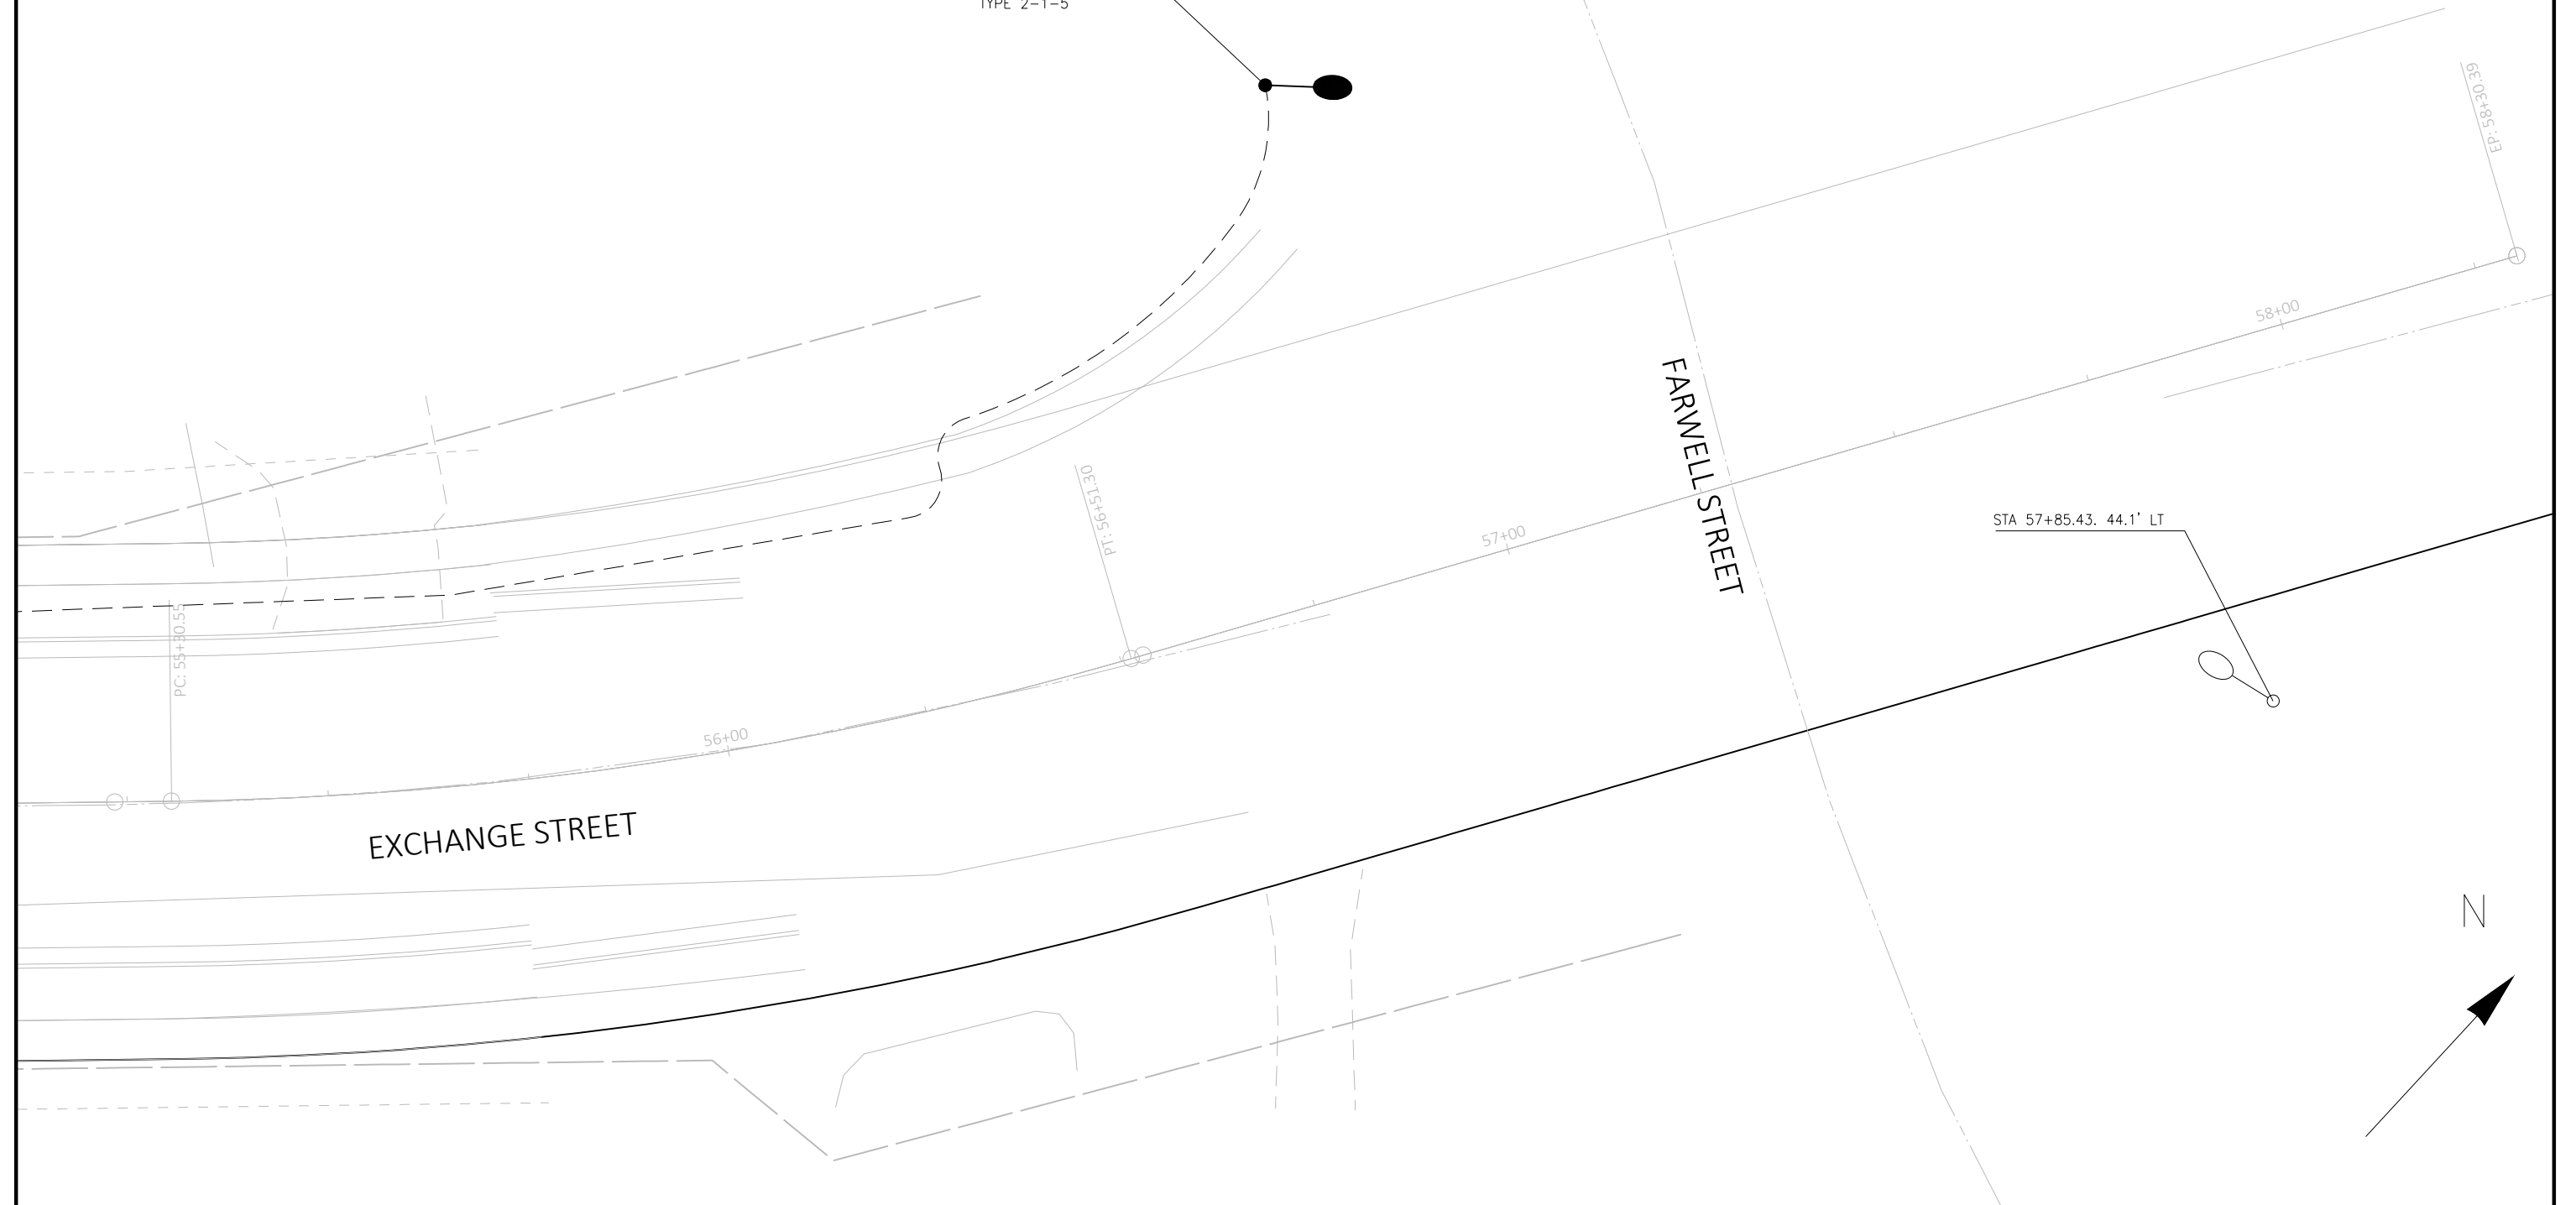 TYPE 2-1-5
EP: 58+30.39
58+00
FARWELL STREET
PT: 56+51.30
STA 57+85.43. 44.1' LT
57+00
PC: 55+30.55
56+00
EXCHANGE STREET
N